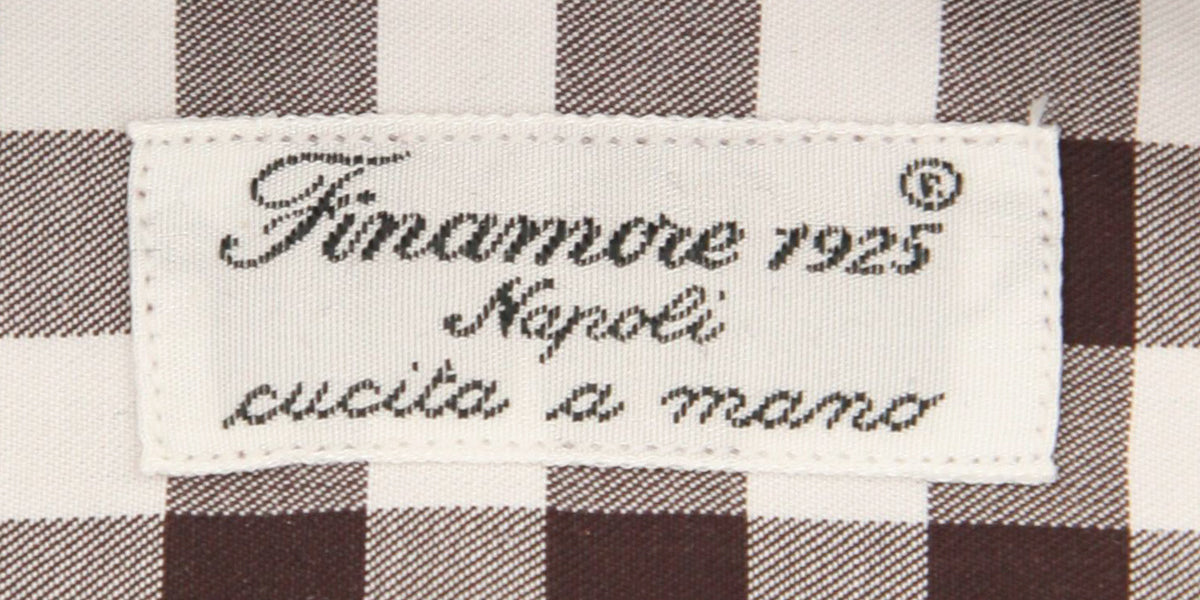 Finamore 1925 ®
Napoli
cucita a mano